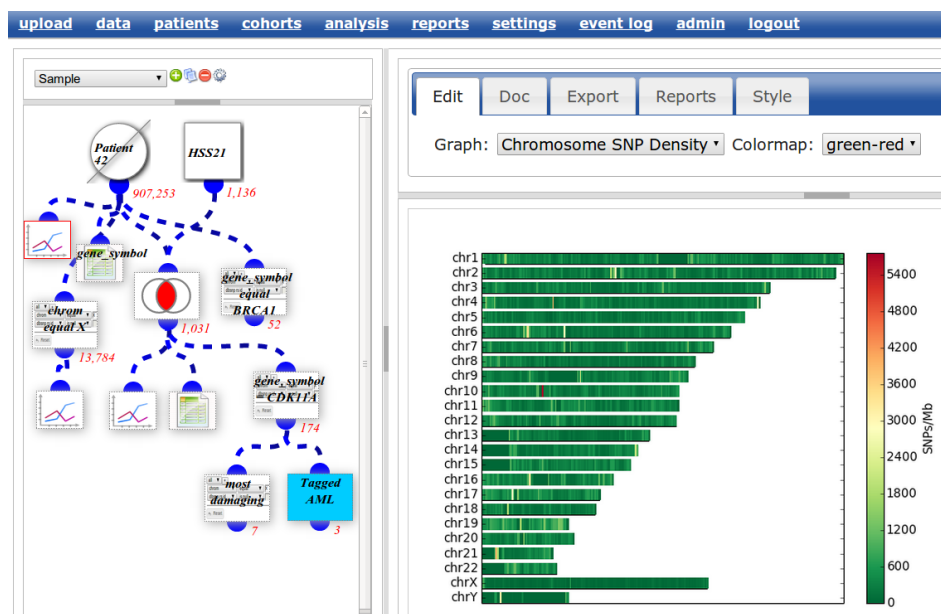 upload data patients cohorts analysis reports settings event log admin logout
Sample
Patient
42
HSS21
907,253
1,136
gene_symbol
chrom
equal X
13,784
1,031
gene_symbol
equal
BRCA1
52
gene_symbol
= CDK11A
174
most
damaging
7
Tagged
AML
3
Edit Doc Export Reports Style
Graph: Chromosome SNP Density Colormap: green-red
chr1
chr2
chr3
chr4
chr5
chr6
chr7
chr8
chr9
chr10
chr11
chr12
chr13
chr14
chr15
chr16
chr17
chr18
chr19
chr20
chr21
chr22
chrX
chrY
5400
4800
4200
3600
3000
2400
1800
1200
600
0
SNPs/Mb